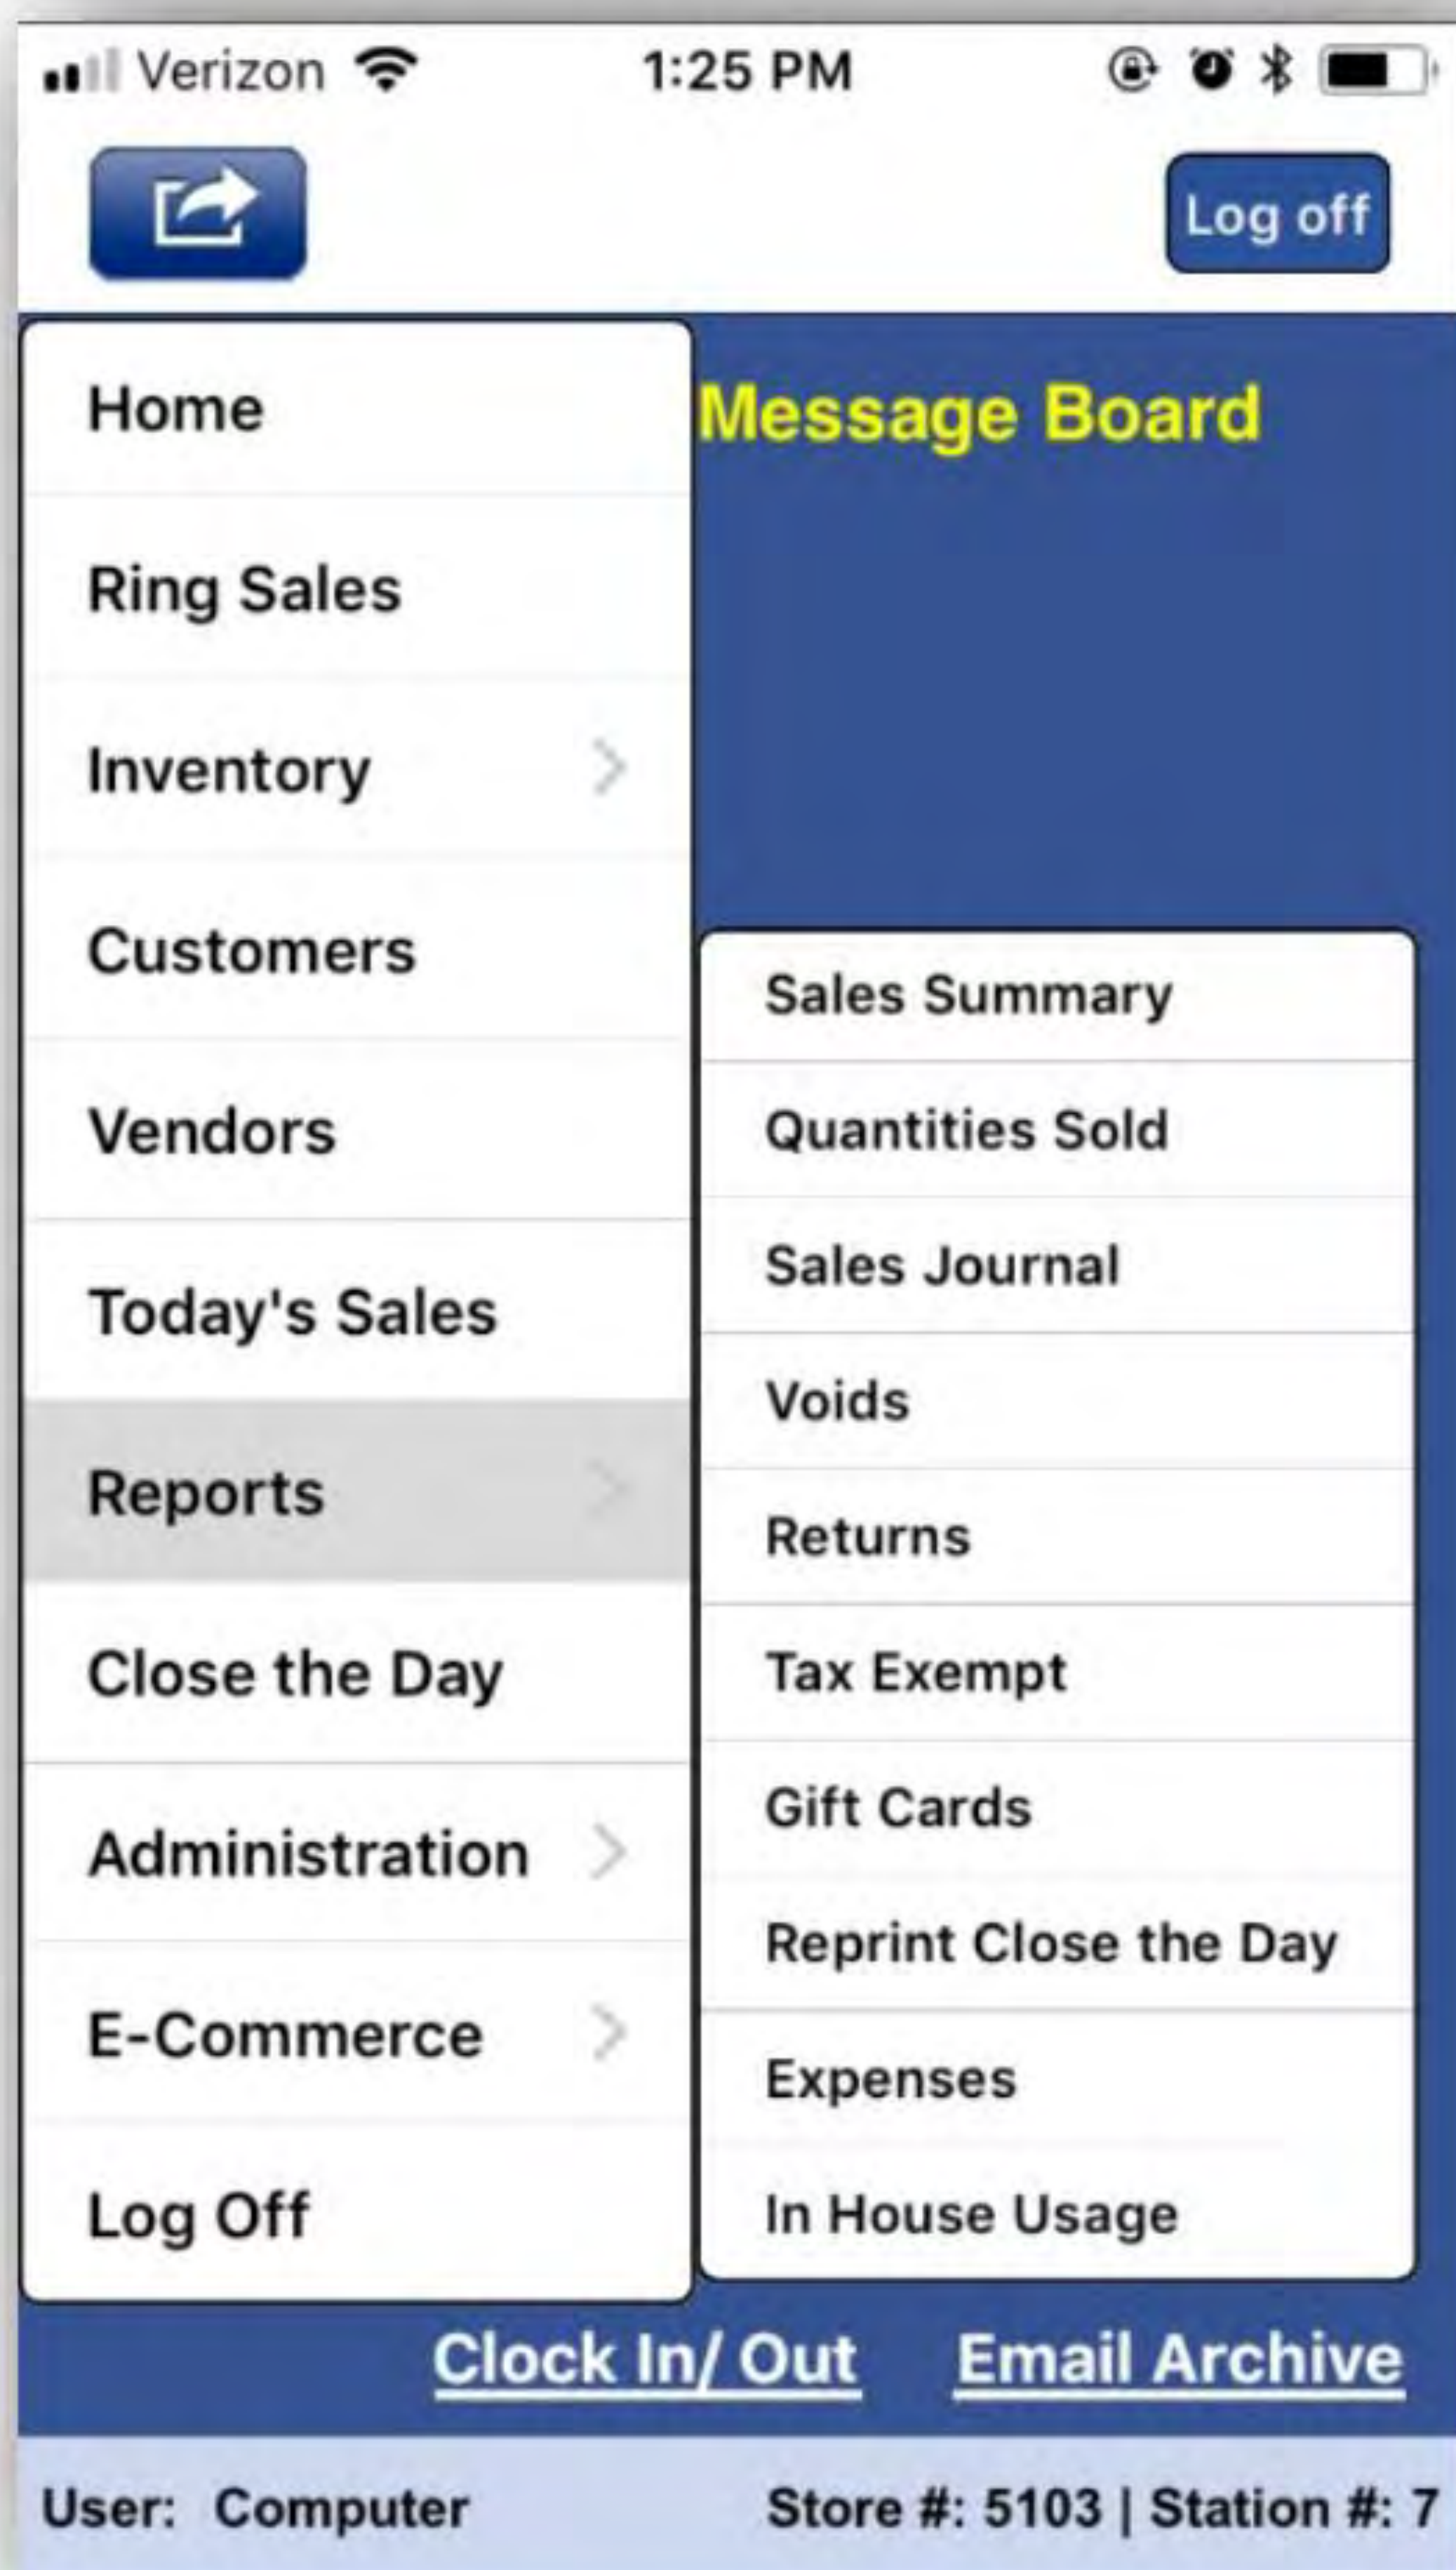 Verizon 1:25 PM
Log off
Message Board
Home
Ring Sales
Inventory
Customers
Vendors
Today's Sales
Reports
Close the Day
Administration
E-Commerce
Log Off
Sales Summary
Quantities Sold
Sales Journal
Voids
Returns
Tax Exempt
Gift Cards
Reprint Close the Day
Expenses
In House Usage
Clock In/ Out Email Archive
User: Computer Store #: 5103 | Station #: 7